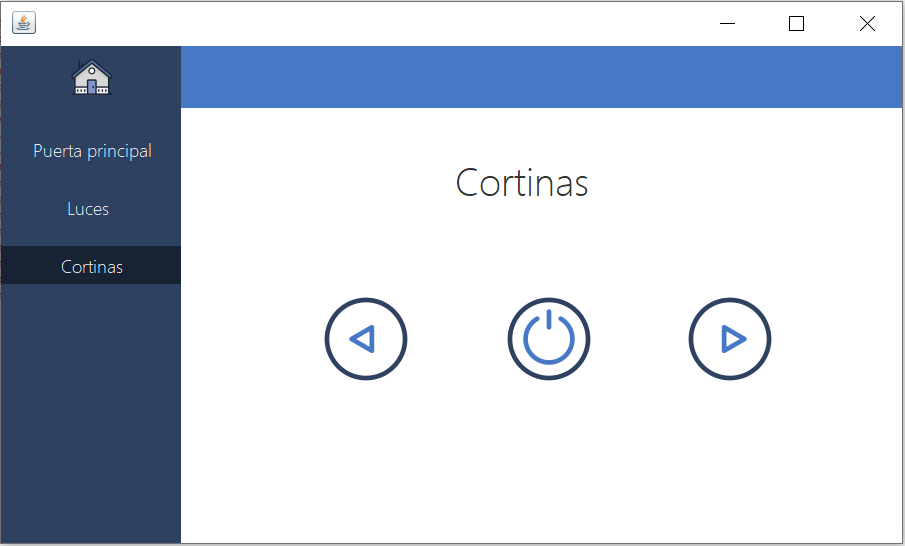 Puerta principal
Luces
Cortinas
Cortinas